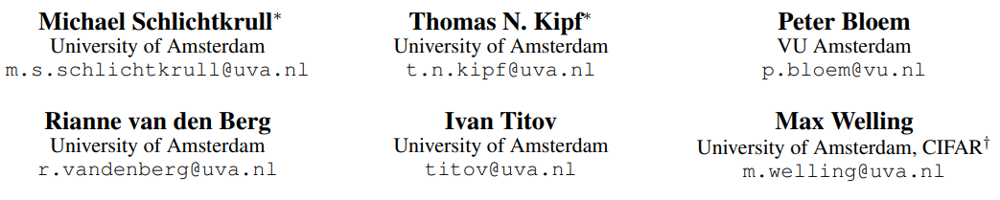 Michael Schlichtkrull*
University of Amsterdam
m.s.schlichtkrull@uva.nl
Thomas N. Kipf*
University of Amsterdam
t.n.kipf@uva.nl
Peter Bloem
VU Amsterdam
p.bloem@vu.nl
Rianne van den Berg
University of Amsterdam
r.vandenberg@uva.nl
Ivan Titov
University of Amsterdam
titov@uva.nl
Max Welling
University of Amsterdam, CIFAR†
m.welling@uva.nl